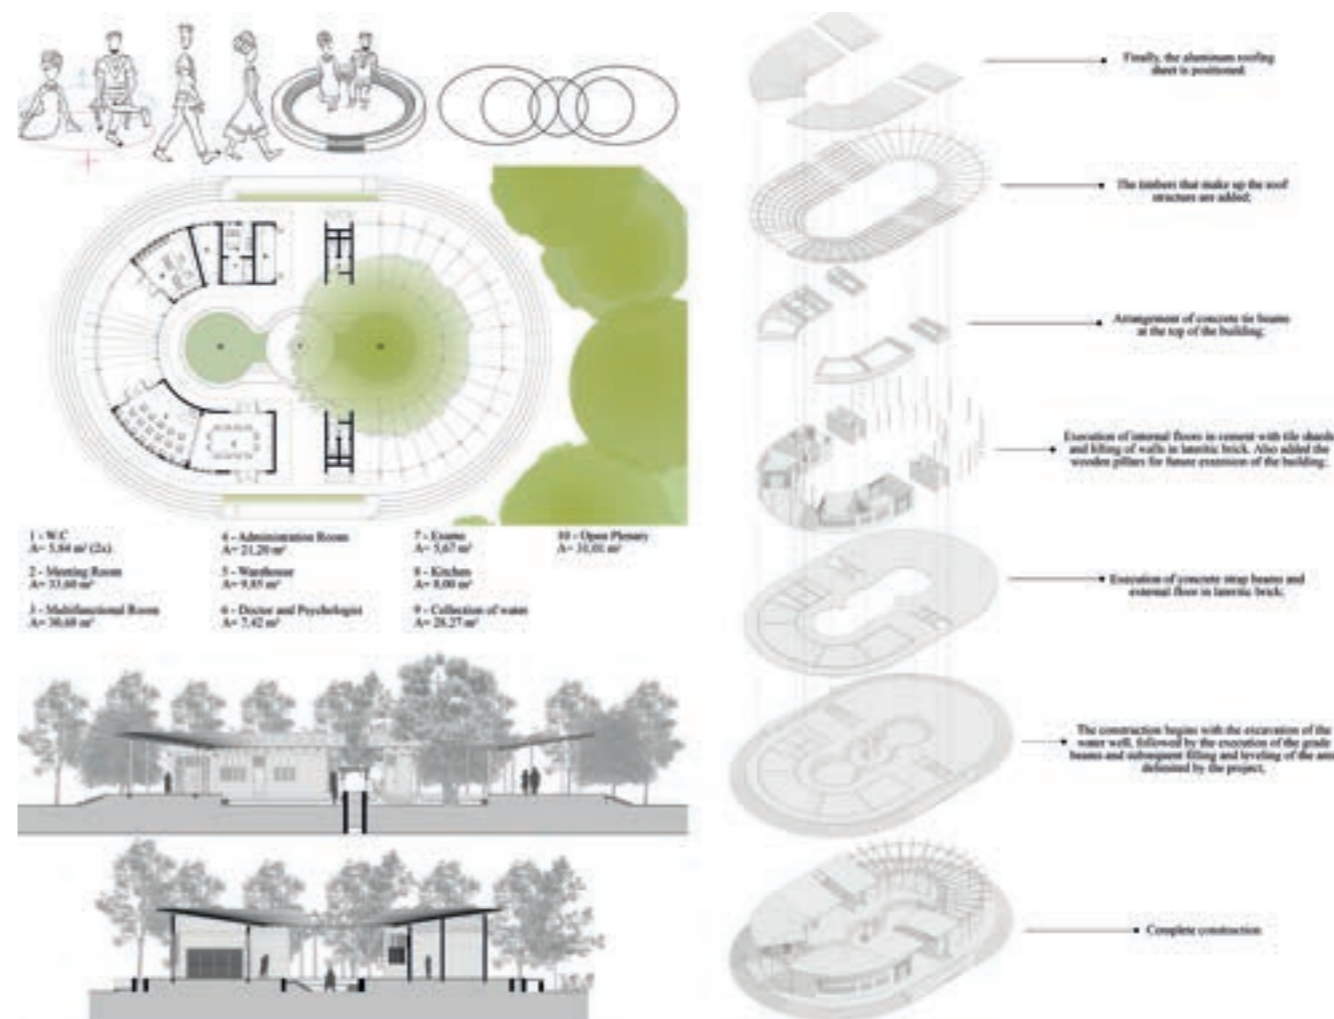 1 - W.C
A= 5,84 m² (2x)
2 - Meeting Room
A= 33,60 m²
3 - Multifunctional Room
A= 30,68 m²
- Administration Room
A= 21,20 m²
5 - Warehouse
A= 9,85 m²
6 - Doctor and Psychologist
A= 7,42 m²
7 - Exams
A= 5,67 m²
8 - Kitchen
A= 8,00 m²
9 - Collection of water
A= 28,27 m²
10 - Open Plenary
A= 31,01 m²
Finally, the aluminum roofing
sheet is positioned.
The timbers that make up the roof
structure are added;
Arrangement of concrete tie beams
at the top of the building;
Execution of internal floors in cement with tile shards
and lifting of walls in lateritic brick. Also added the
wooden pillars for future extension of the building;
Execution of concrete strap beams and
external floor in lateritic brick;
The construction begins with the excavation of the
water well, followed by the execution of the grade
beams and subsequent filling and leveling of the area
delimited by the project;
Complete construction